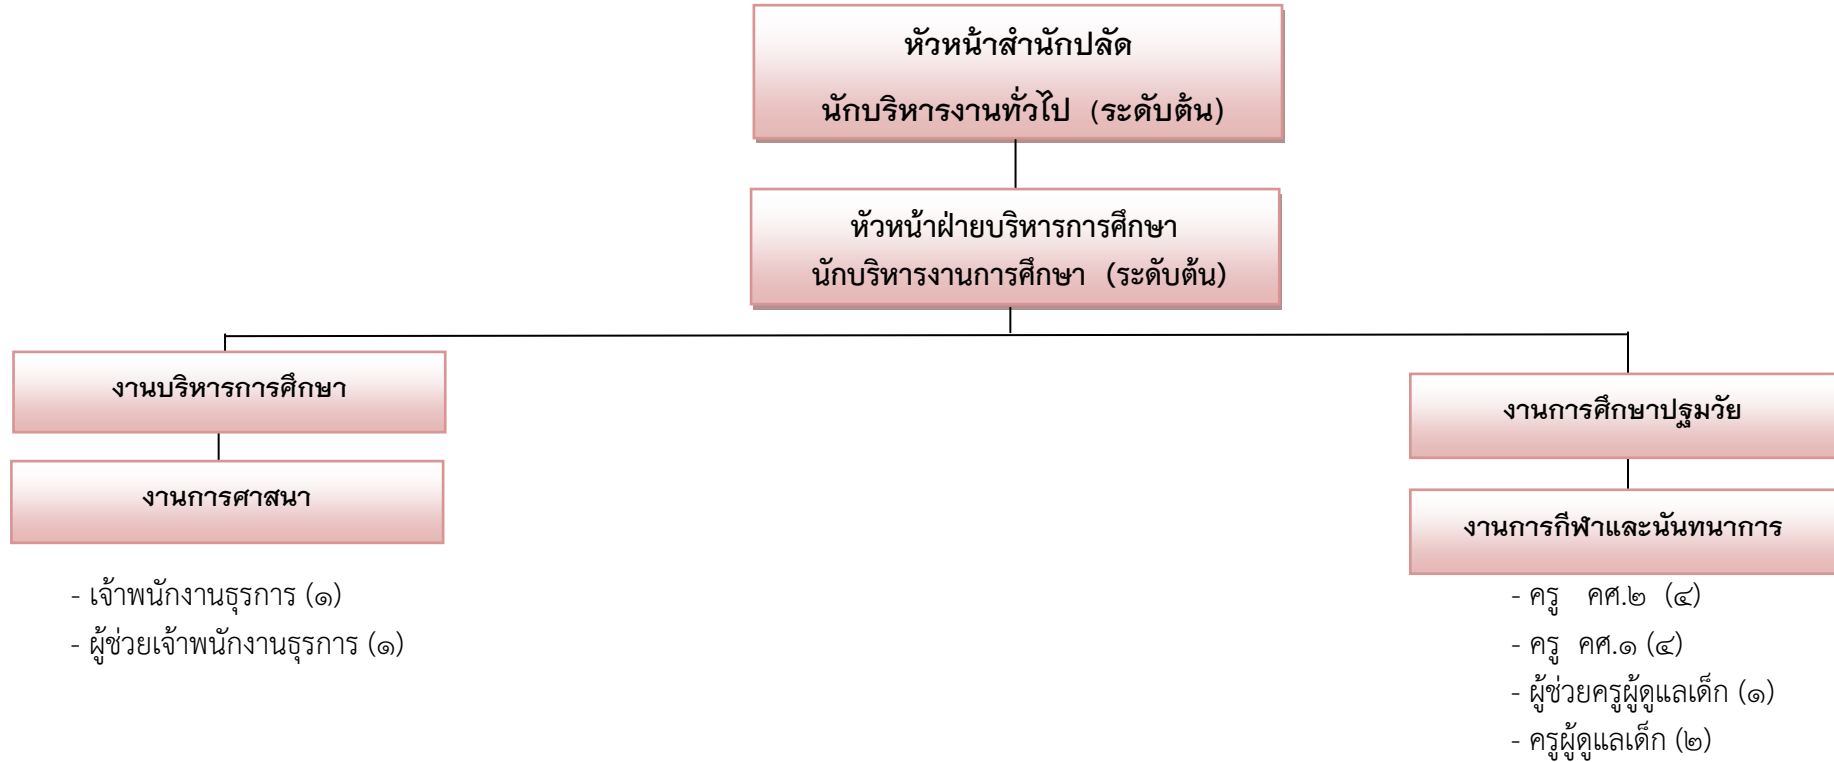 หัวหน้าสำนักปลัด
นักบริหารงานทั่วไป (ระดับต้น)
หัวหน้าฝ่ายบริหารการศึกษา
นักบริหารงานการศึกษา (ระดับต้น)
งานบริหารการศึกษา
งานการศาสนา
- เจ้าพนักงานธุรการ (๑)
- ผู้ช่วยเจ้าพนักงานธุรการ (๑)
งานการศึกษาปฐมวัย
งานการกีฬาและนันทนาการ
- ครู คศ.๒ (๔)
- ครู คศ.๑ (๔)
- ผู้ช่วยครูผู้ดูแลเด็ก (๑)
- ครูผู้ดูแลเด็ก (๒)